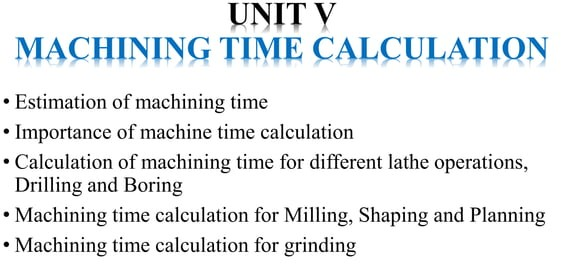 UNIT V
MACHINING TIME CALCULATION
• Estimation of machining time
• Importance of machine time calculation
• Calculation of machining time for different lathe operations,
Drilling and Boring
• Machining time calculation for Milling, Shaping and Planning
• Machining time calculation for grinding